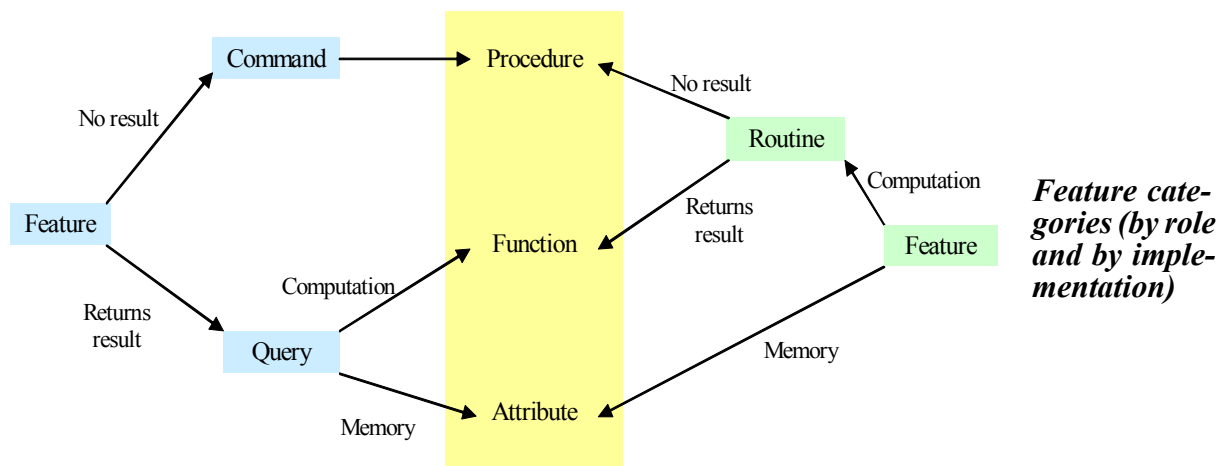 Command
Procedure
No result
No result
Routine
Computation
Feature
Returns
result
Function
Feature
Computation
Returns
result
Query
Memory
Memory
Attribute
Feature cate-
gories (by role
and by imple-
mentation)